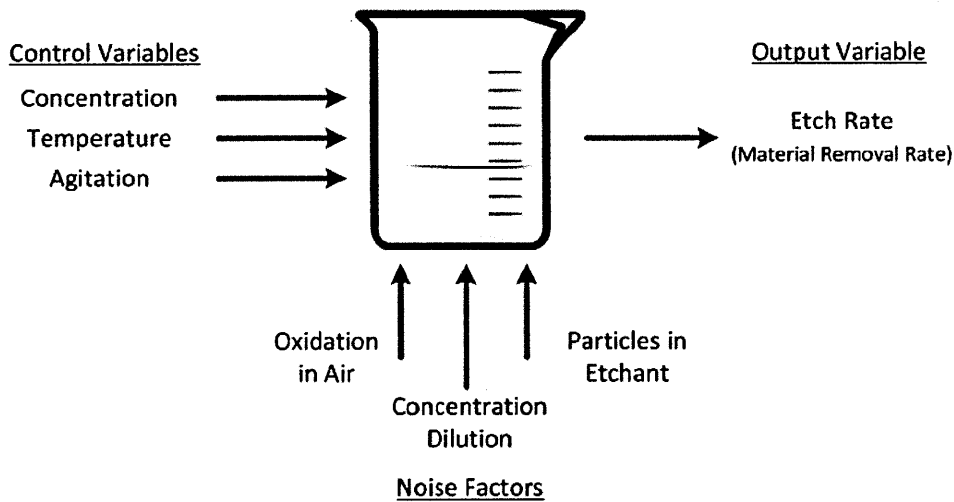 Control Variables
Concentration
Temperature
Agitation
Output Variable
Etch Rate
(Material Removal Rate)
Oxidation
in Air
Concentration
Dilution
Particles in
Etchant
Noise Factors